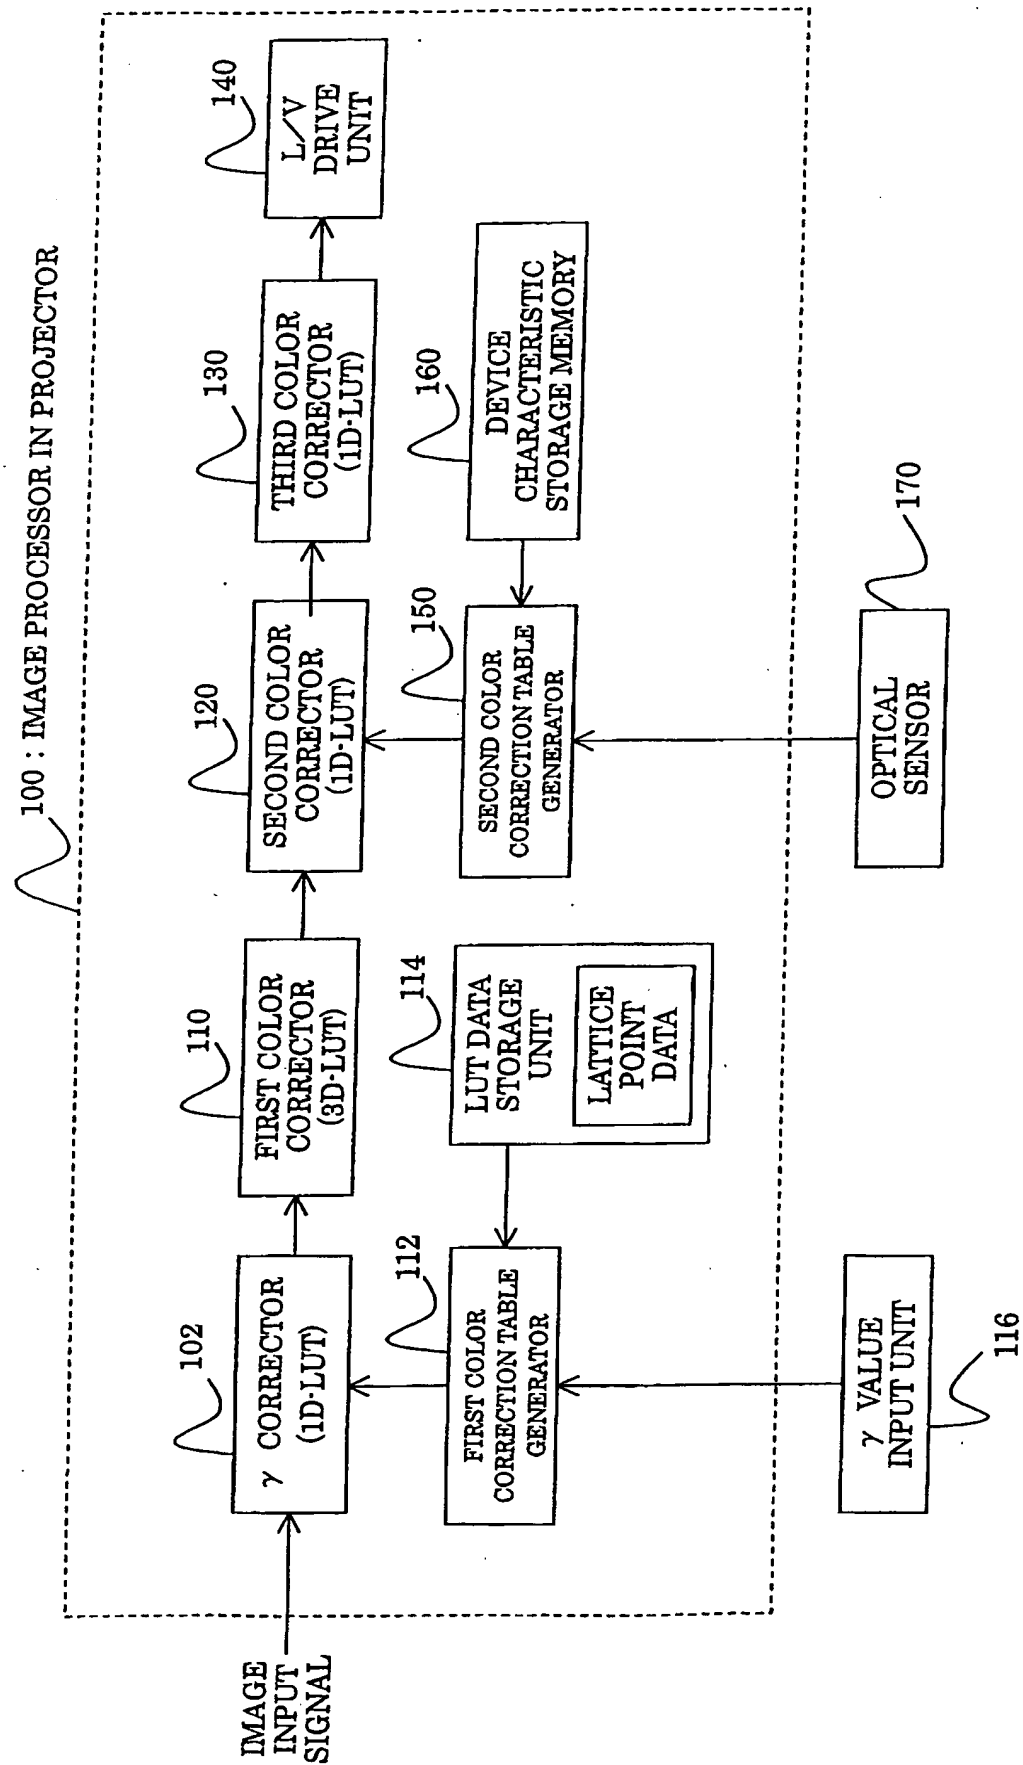 100 : IMAGE PROCESSOR IN PROJECTOR
IMAGE
INPUT
SIGNAL
102
γ CORRECTOR
(1D-LUT)
110
FIRST COLOR
CORRECTOR
(3D-LUT)
120
SECOND COLOR
CORRECTOR
(1D-LUT)
130
THIRD COLOR
CORRECTOR
(1D-LUT)
140
L/V
DRIVE
UNIT
112
FIRST COLOR
CORRECTION TABLE
GENERATOR
114
LUT DATA
STORAGE
UNIT
LATTICE
POINT
DATA
150
SECOND COLOR
CORRECTION TABLE
GENERATOR
160
DEVICE
CHARACTERISTIC
STORAGE MEMORY
γ VALUE
INPUT UNIT
116
OPTICAL
SENSOR
170